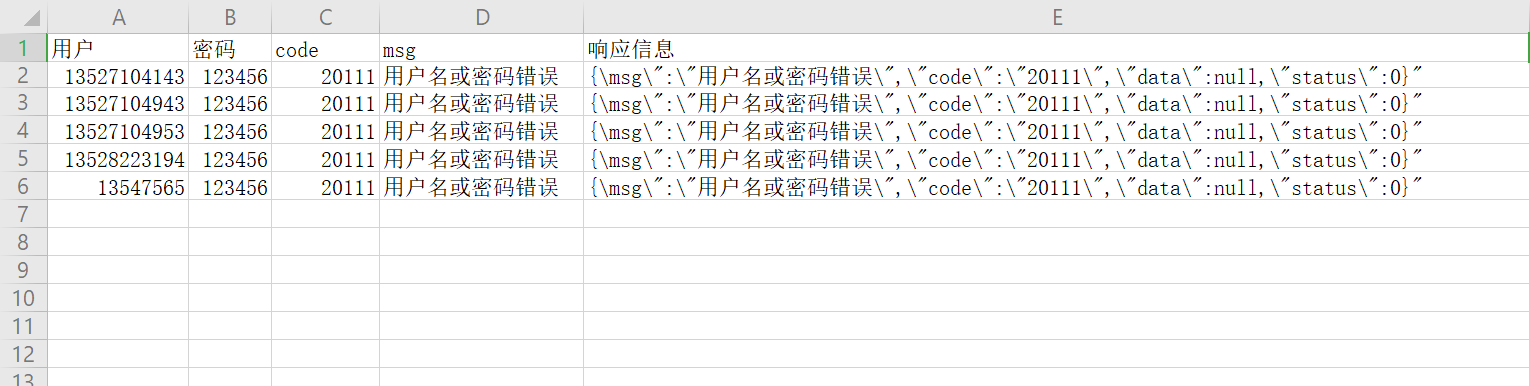 A B C D E
1 用户 密码 code msg 响应信息
2 13527104143 123456 20111 用户名或密码错误 {\msg\":\"用户名或密码错误\",\"code\":\"20111\",\"data\":null,\"status\":0}"
3 13527104943 123456 20111 用户名或密码错误 {\msg\":\"用户名或密码错误\",\"code\":\"20111\",\"data\":null,\"status\":0}"
4 13527104953 123456 20111 用户名或密码错误 {\msg\":\"用户名或密码错误\",\"code\":\"20111\",\"data\":null,\"status\":0}"
5 13528223194 123456 20111 用户名或密码错误 {\msg\":\"用户名或密码错误\",\"code\":\"20111\",\"data\":null,\"status\":0}"
6 13547565 123456 20111 用户名或密码错误 {\msg\":\"用户名或密码错误\",\"code\":\"20111\",\"data\":null,\"status\":0}"
7
8
9
10
11
12
13